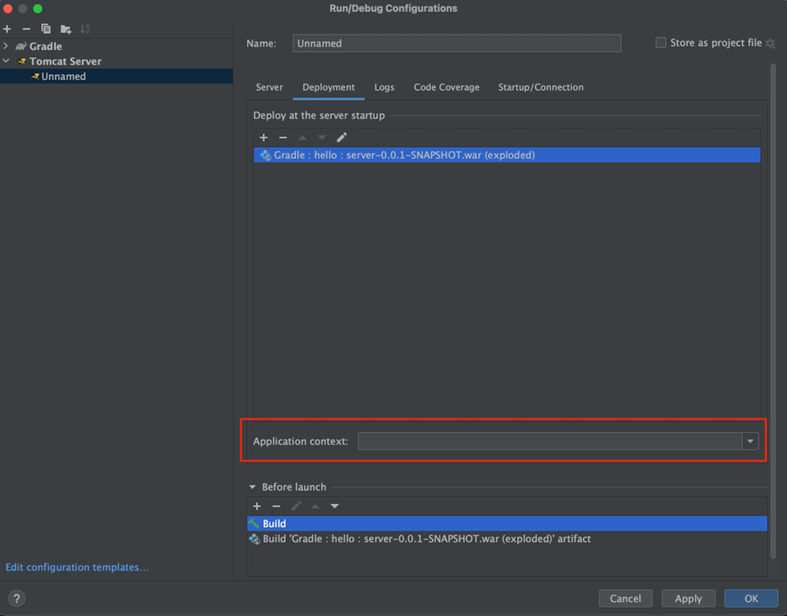 Run/Debug Configurations
Gradle
Tomcat Server
Unnamed
Name: Unnamed
Store as project file
Server Deployment Logs Code Coverage Startup/Connection
Deploy at the server startup
Gradle : hello : server-0.0.1-SNAPSHOT.war (exploded)
Application context:
Before launch
Build
Build 'Gradle : hello : server-0.0.1-SNAPSHOT.war (exploded)' artifact
Edit configuration templates...
? Cancel Apply OK